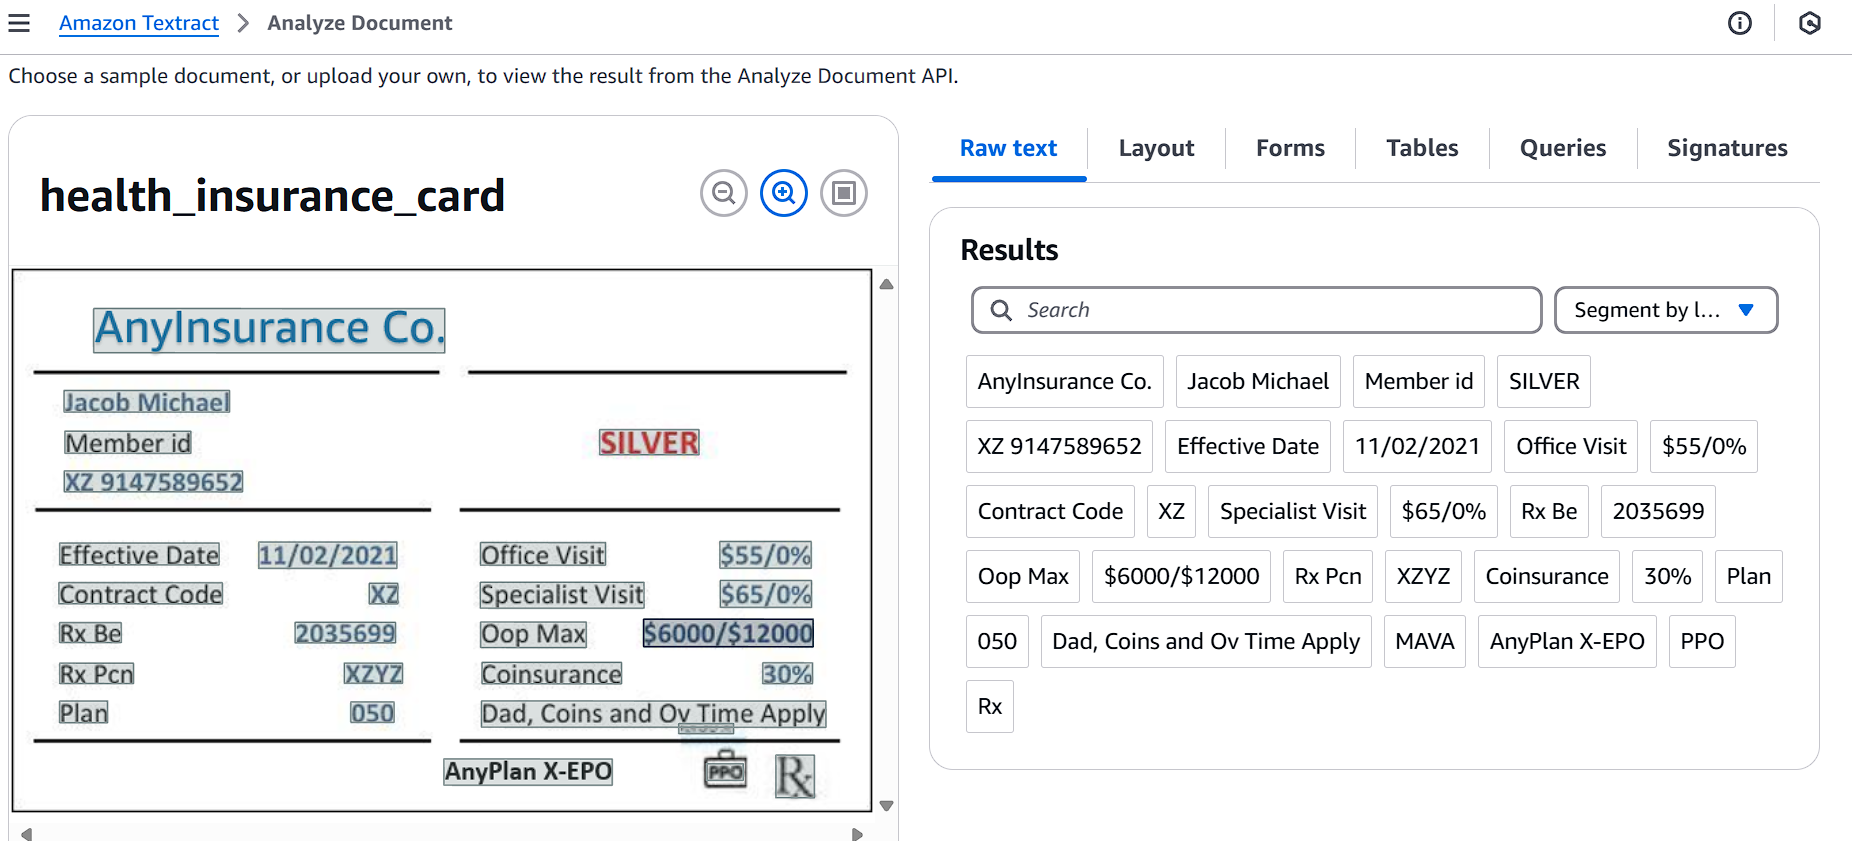 Amazon Textract > Analyze Document
Choose a sample document, or upload your own, to view the result from the Analyze Document API.
health_insurance_card
AnyInsurance Co.
Jacob Michael
Member id
XZ 9147589652
SILVER
Effective Date 11/02/2021
Contract Code XZ
Rx Be 2035699
Rx Pcn XZYZ
Plan 050
Office Visit $55/0%
Specialist Visit $65/0%
Oop Max $6000/$12000
Coinsurance 30%
Dad, Coins and Ov Time Apply
AnyPlan X-EPO PPO Rx
Raw text Layout Forms Tables Queries Signatures
Results
Search Segment by l...
AnyInsurance Co. Jacob Michael Member id SILVER
XZ 9147589652 Effective Date 11/02/2021 Office Visit $55/0%
Contract Code XZ Specialist Visit $65/0% Rx Be 2035699
Oop Max $6000/$12000 Rx Pcn XZYZ Coinsurance 30% Plan
050 Dad, Coins and Ov Time Apply MAVA AnyPlan X-EPO PPO
Rx